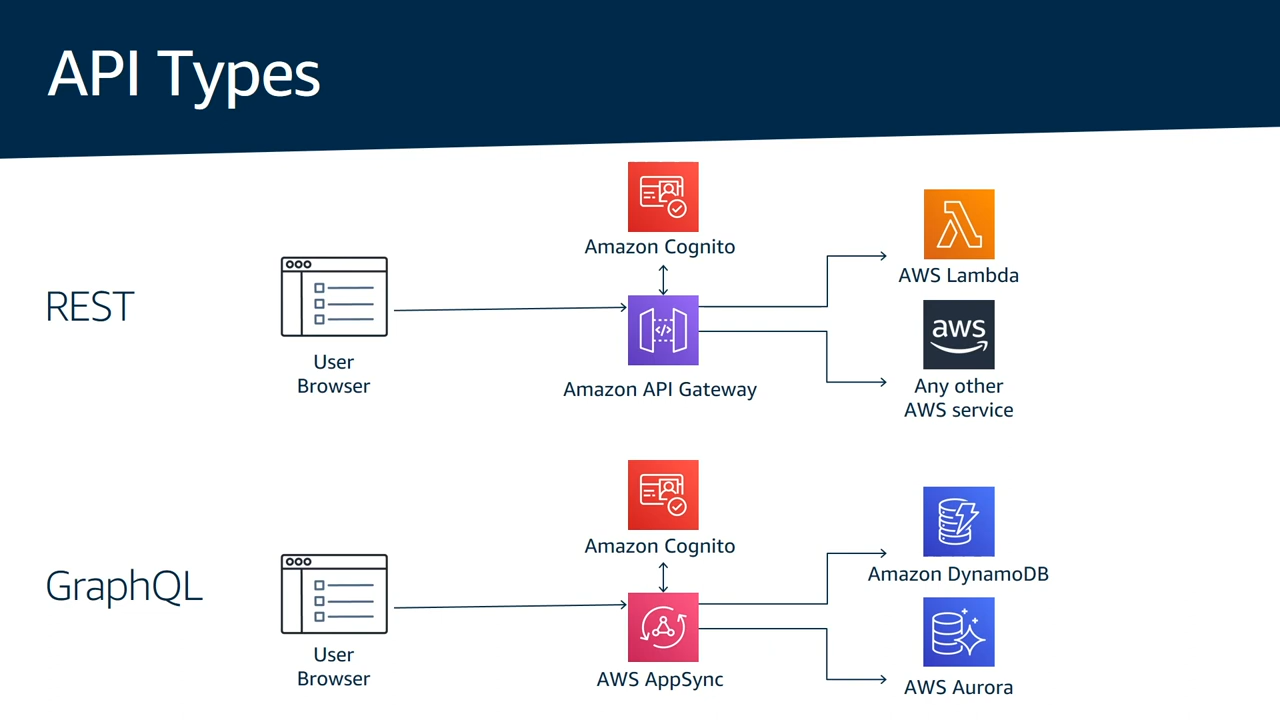 API Types
REST
User
Browser
Amazon Cognito
</>
Amazon API Gateway
AWS Lambda
aws
Any other
AWS service
GraphQL
User
Browser
Amazon Cognito
AWS AppSync
Amazon DynamoDB
AWS Aurora